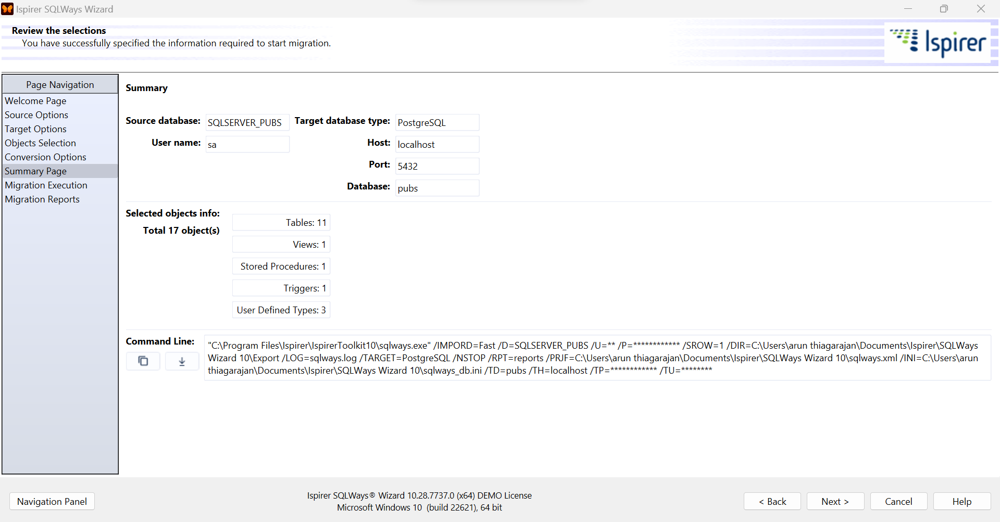 Ispirer SQLWays Wizard
Review the selections
You have successfully specified the information required to start migration.
Ispirer
Page Navigation
Welcome Page
Source Options
Target Options
Objects Selection
Conversion Options
Summary Page
Migration Execution
Migration Reports
Summary
Source database: SQLSERVER_PUBS Target database type: PostgreSQL
User name: sa Host: localhost
Port: 5432
Database: pubs
Selected objects info:
Total 17 object(s)
Tables: 11
Views: 1
Stored Procedures: 1
Triggers: 1
User Defined Types: 3
Command Line:
"C:\Program Files\Ispirer\IspirerToolkit10\sqlways.exe" /IMPORD=Fast /D=SQLSERVER_PUBS /U=** /P=************ /SROW=1 /DIR=C:\Users\arun thiagarajan\Documents\Ispirer\SQLWays
Wizard 10\Export /LOG=sqlways.log /TARGET=PostgreSQL /NSTOP /RPT=reports /PRJF=C:\Users\arun thiagarajan\Documents\Ispirer\SQLWays Wizard 10\sqlways.xml /INI=C:\Users\arun
thiagarajan\Documents\Ispirer\SQLWays Wizard 10\sqlways_db.ini /TD=pubs /TH=localhost /TP=************ /TU=********
Navigation Panel
Ispirer SQLWays® Wizard 10.28.7737.0 (x64) DEMO License
Microsoft Windows 10 (build 22621), 64 bit
< Back
Next >
Cancel
Help